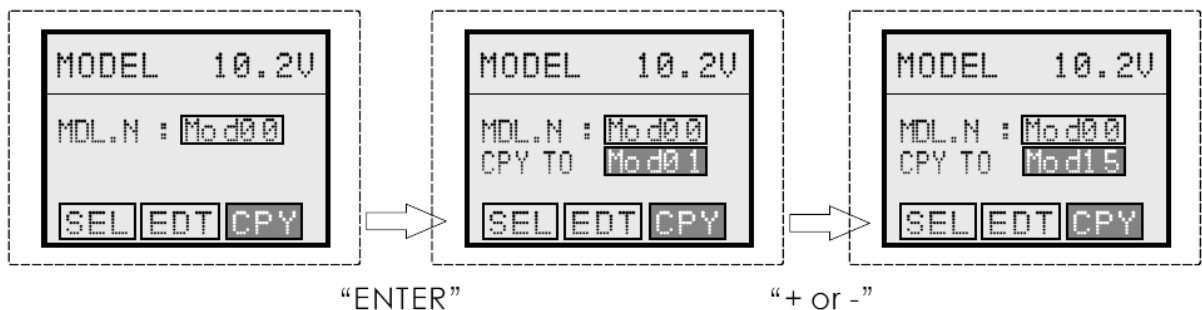 MODEL 10.2V
MDL.N : Mod00
SEL EDT CPY
MODEL 10.2V
MDL.N : Mod00
CPY TO Mod01
SEL EDT CPY
MODEL 10.2V
MDL.N : Mod00
CPY TO Mod15
SEL EDT CPY
“ENTER”
“+ or -”